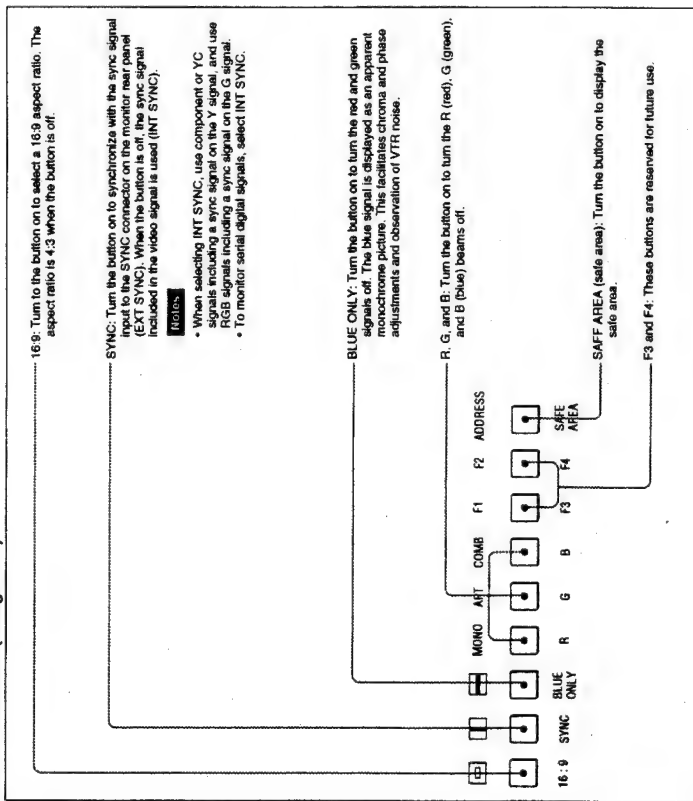 16:9: Turn to the button on to select a 16:9 aspect ratio. The
aspect ratio is 4:3 when the button is off.
SYNC: Turn the button on to synchronize with the sync signal
input to the SYNC connector on the monitor rear panel
(EXT SYNC). When the button is off, the sync signal
included in the video signal is used (INT SYNC).
Notes
• When selecting INT SYNC, use component or YC
signals including a sync signal on the Y signal, and use
RGB signals including a sync signal on the G signal.
• To monitor serial digital signals, select INT SYNC.
BLUE ONLY: Turn the button on to turn the red and green
signals off. The blue signal is displayed as an apparent
monochrome picture. This facilitates chroma and phase
adjustments and observation of VTR noise.
R, G, and B: Turn the button on to turn the R (red), G (green),
and B (blue) beams off.
SAFF AREA (safe area): Turn the button on to display the
safe area.
F3 and F4: These buttons are reserved for future use.
MONO ART COMB F1 F2 ADDRESS
16:9 SYNC BLUE ONLY R G B F3 F4 SAFE AREA